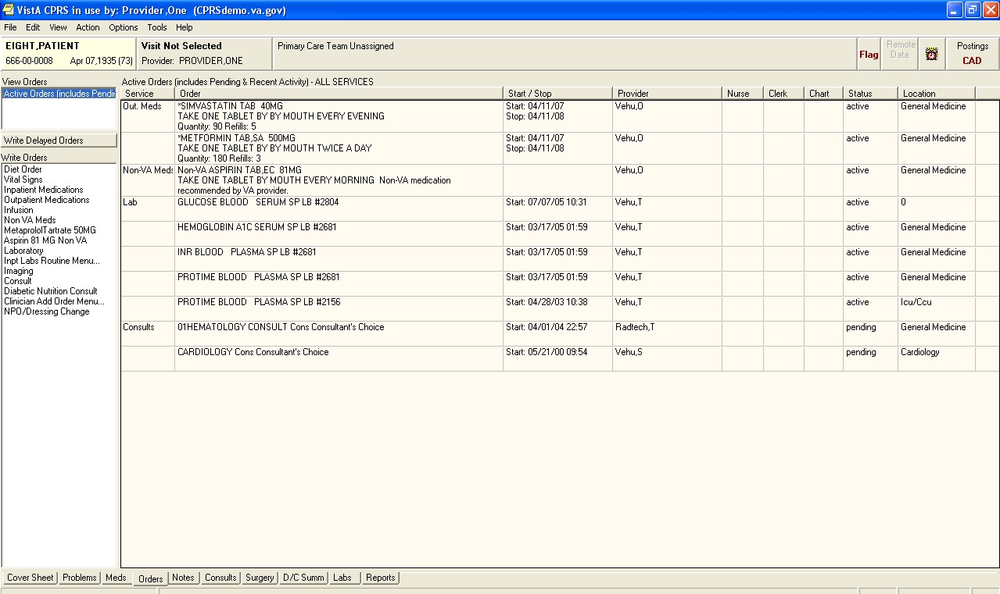 VistA CPRS in use by: Provider,One (CPRSdemo.va.gov)
File Edit View Action Options Tools Help
EIGHT,PATIENT
666-00-0008 Apr 07,1935 (73)
Visit Not Selected
Provider: PROVIDER,ONE
Primary Care Team Unassigned
Flag
Remote
Data
Postings
CAD
View Orders
Active Orders (includes Pendin
Write Delayed Orders
Write Orders
Diet Order
Vital Signs
Inpatient Medications
Outpatient Medications
Infusion
Non VA Meds
MetaprololTartrate 50MG
Aspirin 81 MG Non VA
Laboratory
Inpt Labs Routine Menu...
Imaging
Consult
Diabetic Nutrition Consult
Clinician Add Order Menu...
NPO/Dressing Change
Active Orders (includes Pending & Recent Activity) - ALL SERVICES
Service Order Start / Stop Provider Nurse Clerk Chart Status Location
Out. Meds *SIMVASTATIN TAB 40MG Start: 04/11/07 Vehu,O active General Medicine
TAKE ONE TABLET BY BY MOUTH EVERY EVENING Stop: 04/11/08
Quantity: 90 Refills: 5
*METFORMIN TAB,SA 500MG Start: 04/11/07 Vehu,O active General Medicine
TAKE ONE TABLET BY BY MOUTH TWICE A DAY Stop: 04/11/08
Quantity: 180 Refills: 3
Non-VA Meds Non-VA ASPIRIN TAB,EC 81MG Vehu,O active General Medicine
TAKE ONE TABLET BY MOUTH EVERY MORNING Non-VA medication
recommended by VA provider.
Lab GLUCOSE BLOOD SERUM SP LB #2804 Start: 07/07/05 10:31 Vehu,T active 0
HEMOGLOBIN A1C SERUM SP LB #2681 Start: 03/17/05 01:59 Vehu,T active General Medicine
INR BLOOD PLASMA SP LB #2681 Start: 03/17/05 01:59 Vehu,T active General Medicine
PROTIME BLOOD PLASMA SP LB #2681 Start: 03/17/05 01:59 Vehu,T active General Medicine
PROTIME BLOOD PLASMA SP LB #2156 Start: 04/28/03 10:38 Vehu,T active Icu/Ccu
Consults 01HEMATOLOGY CONSULT Cons Consultant's Choice Start: 04/01/04 22:57 Radtech,T pending General Medicine
CARDIOLOGY Cons Consultant's Choice Start: 05/21/00 09:54 Vehu,S pending Cardiology
Cover Sheet Problems Meds Orders Notes Consults Surgery D/C Summ Labs Reports